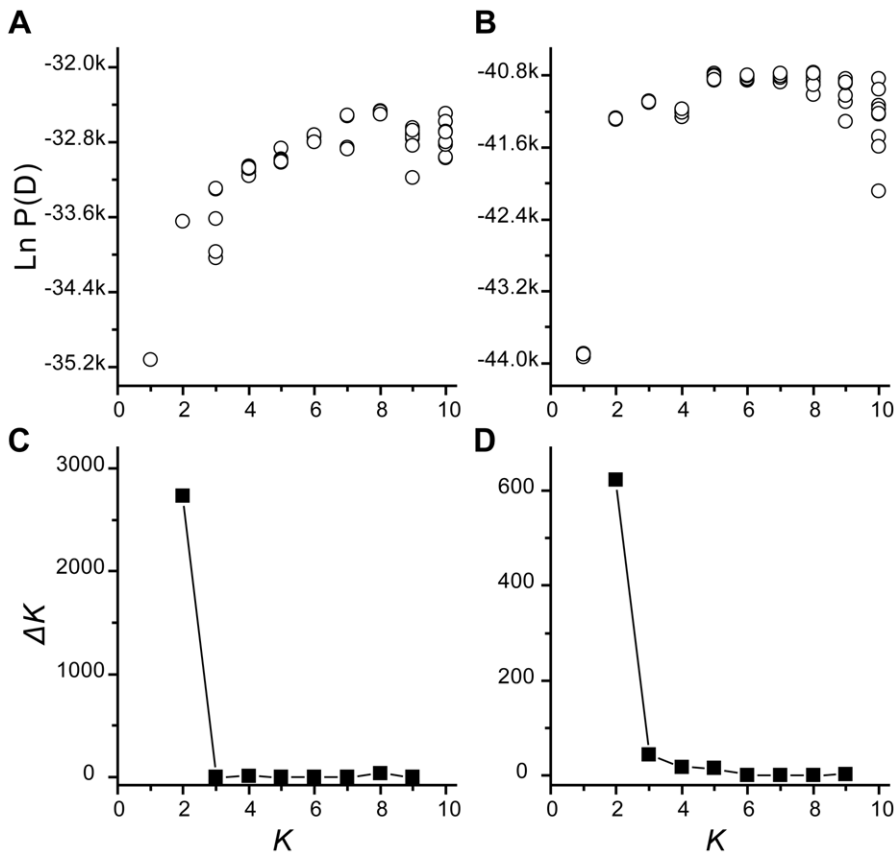 A
B
Ln P(D)
-32.0k
-32.8k
-33.6k
-34.4k
-35.2k
0 2 4 6 8 10
-40.8k
-41.6k
-42.4k
-43.2k
-44.0k
0 2 4 6 8 10
C
D
ΔK
3000
2000
1000
0
0 2 4 6 8 10
K
600
400
200
0
0 2 4 6 8 10
K